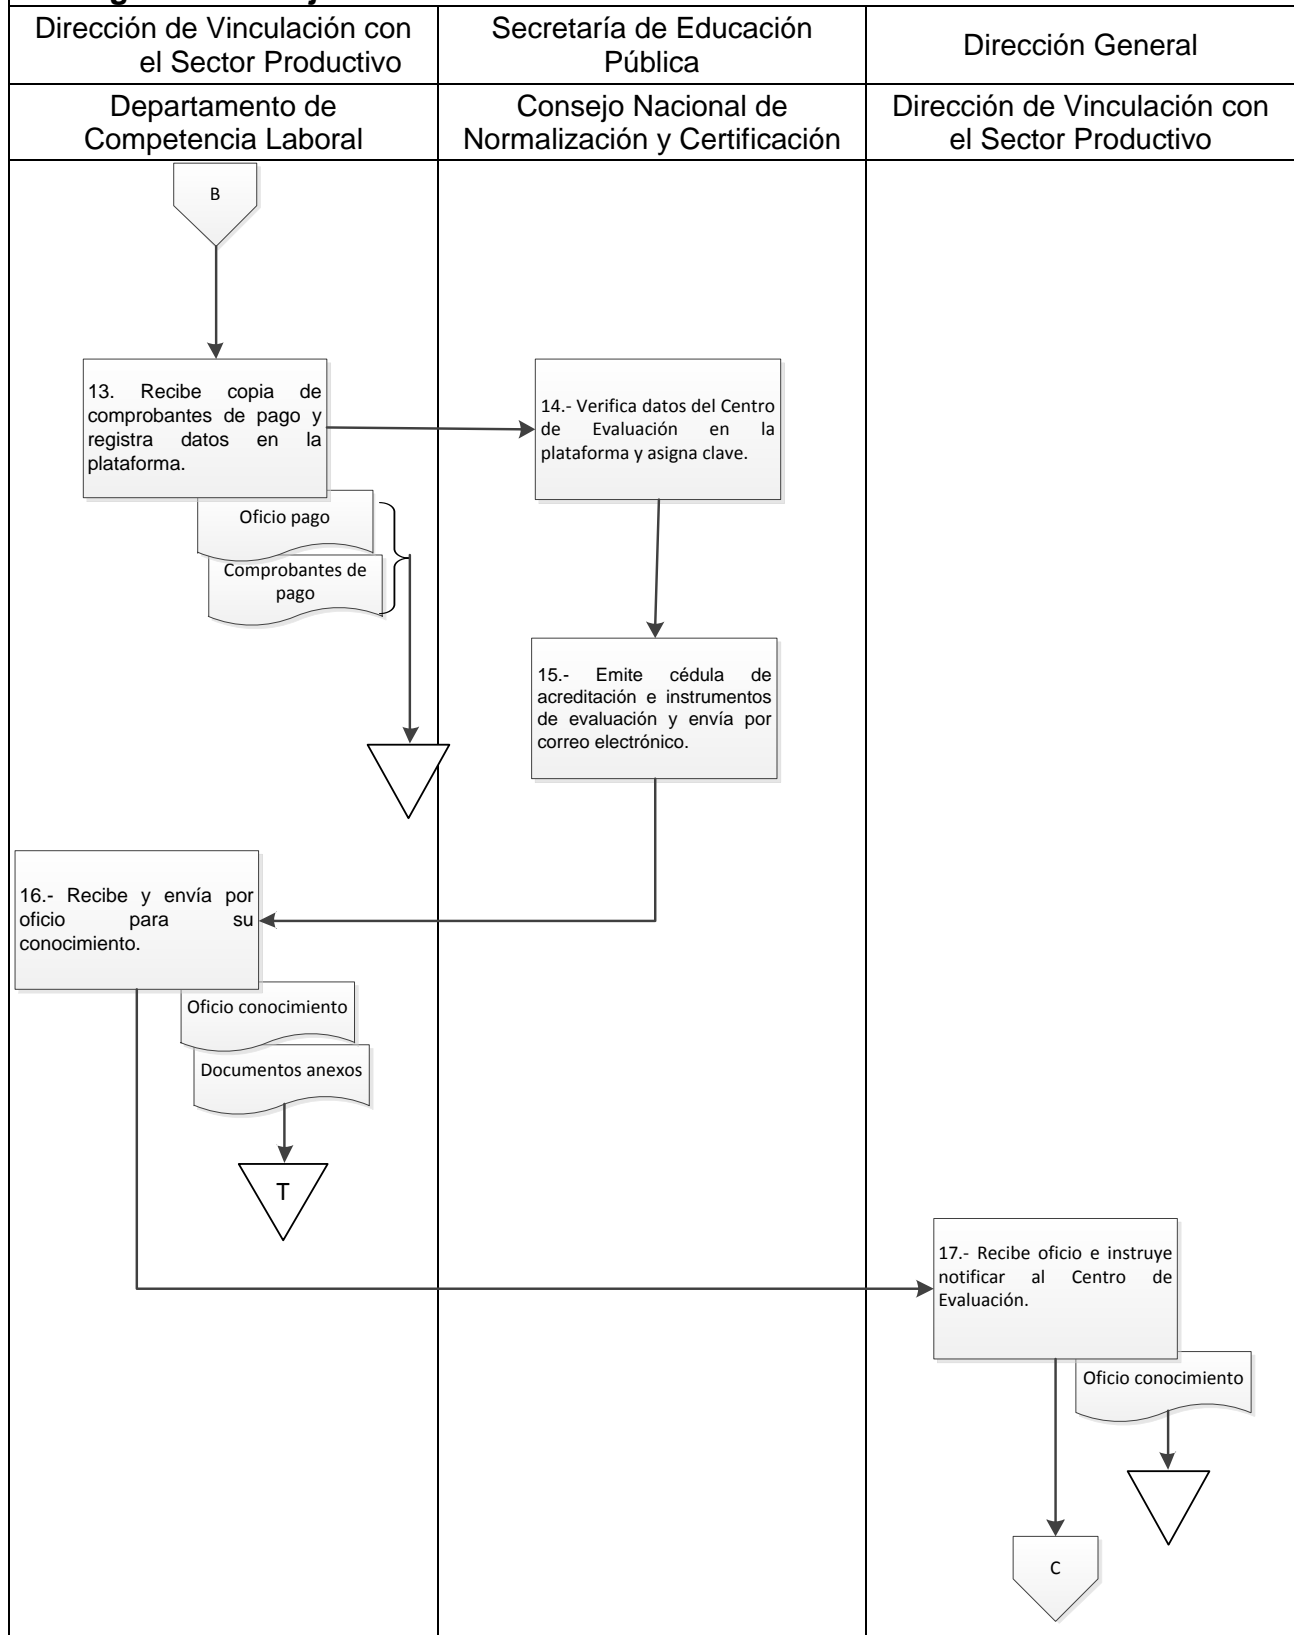 Dirección de Vinculación con
el Sector Productivo
Secretaría de Educación
Pública
Dirección General
Departamento de
Competencia Laboral
Consejo Nacional de
Normalización y Certificación
Dirección de Vinculación con
el Sector Productivo
B
13. Recibe copia de
comprobantes de pago y
registra datos en la
plataforma.
Oficio pago
Comprobantes de
pago
14.- Verifica datos del Centro
de Evaluación en la
plataforma y asigna clave.
15.- Emite cédula de
acreditación e instrumentos
de evaluación y envía por
correo electrónico.
16.- Recibe y envía por
oficio para su
conocimiento.
Oficio conocimiento
Documentos anexos
T
17.- Recibe oficio e instruye
notificar al Centro de
Evaluación.
Oficio conocimiento
C